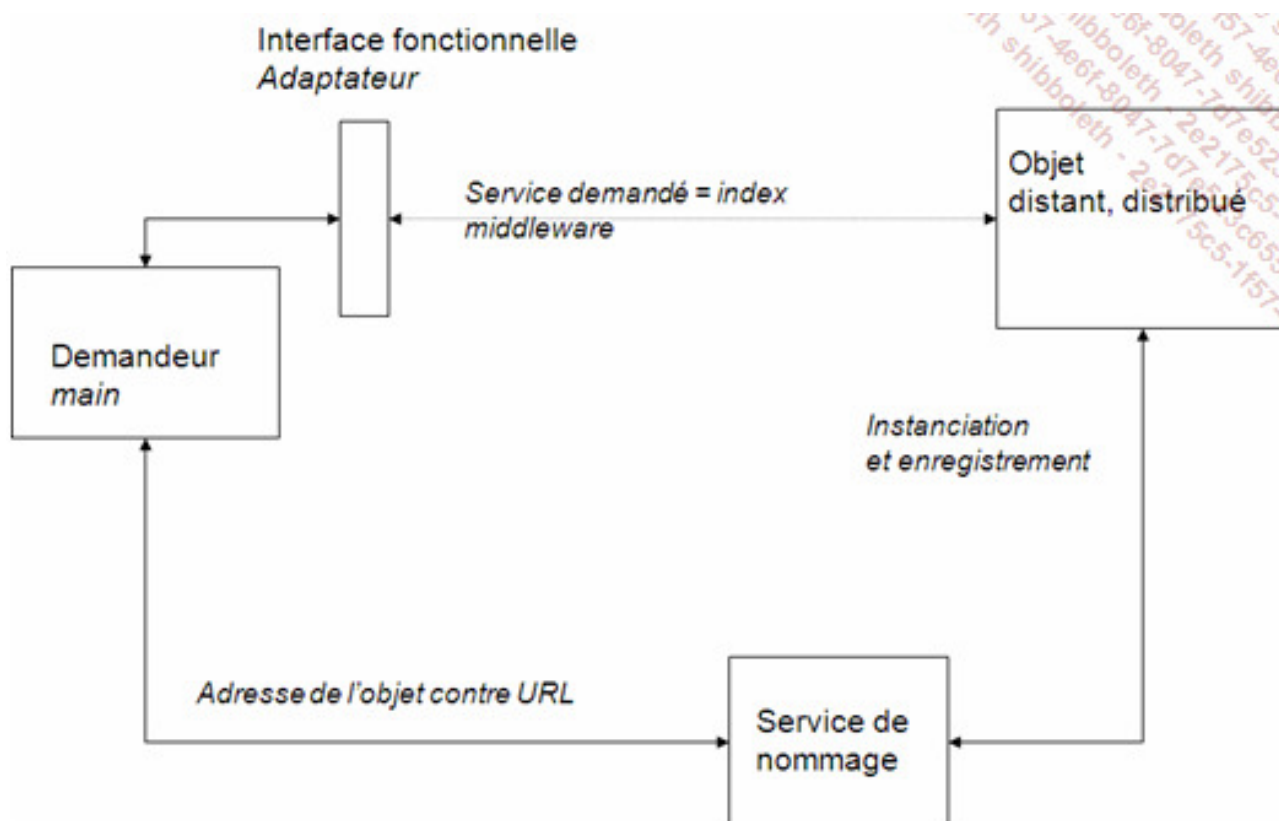 Interface fonctionnelle
Adaptateur
Objet
distant, distribué
Service demandé = index
middleware
Demandeur
main
Instanciation
et enregistrement
Adresse de l'objet contre URL
Service de
nommage